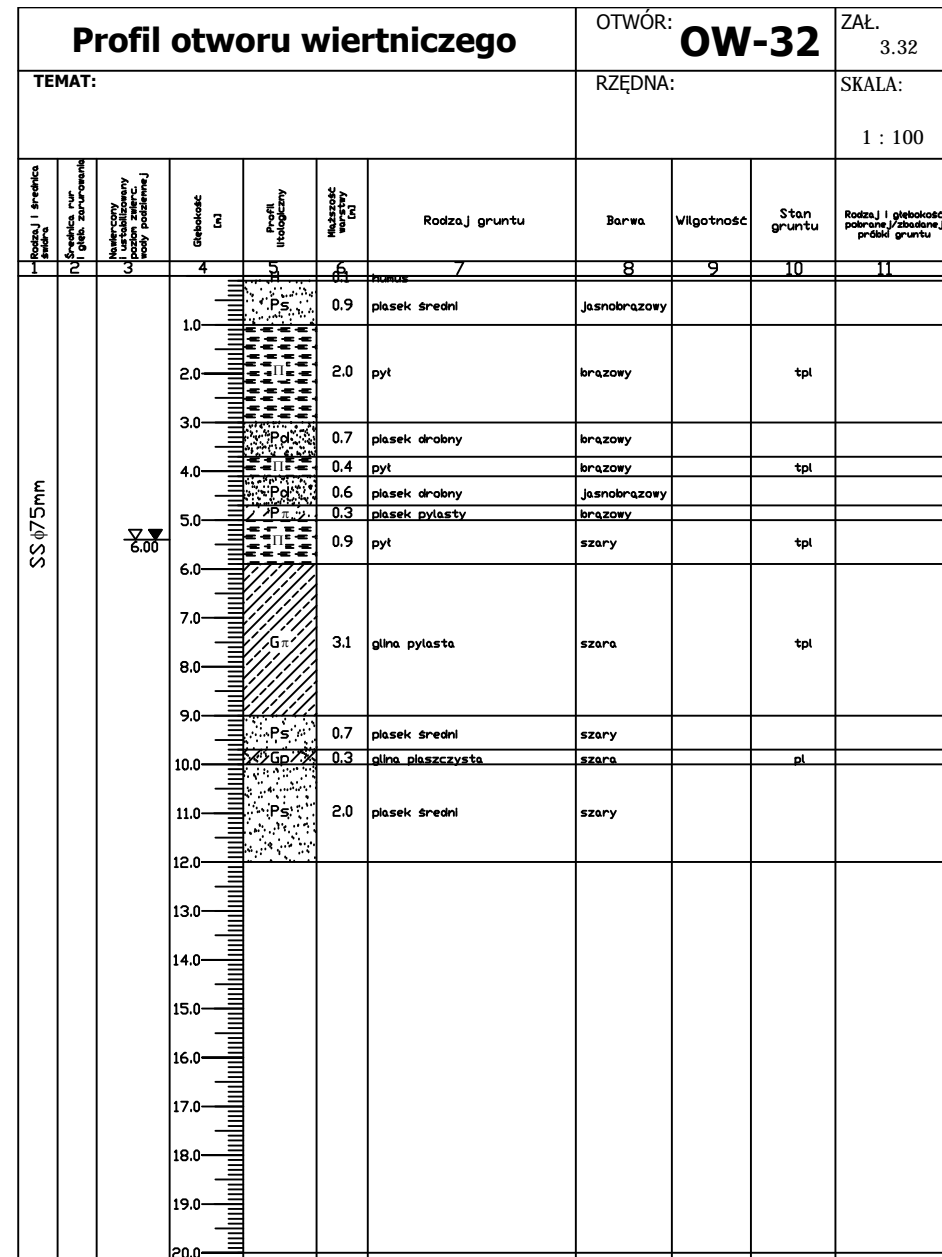 Profil otworu wiertniczego
OTWÓR: OW-32
ZAŁ.
3.32
TEMAT:
RZĘDNA:
SKALA:
1 : 100
Rodzaj i średnica
świdra
Średnica rur
i głęb. zarurowania
Nawiercony
i ustabilizowany
poziom zwierc.
wody podziemnej
Głębokość
[m]
Profil
litologiczny
Miąższość
warstwy
[m]
Rodzaj gruntu
Barwa
Wilgotność
Stan
gruntu
Rodzaj i głębokość
pobranej/zbadanej
próbki gruntu
1 2 3 4 5 6 7 8 9 10 11
0.1 humus
Ps 0.9 piasek średni jasnobrązowy
1.0
2.0 Π 2.0 pył brązowy tpl
3.0
Pd 0.7 piasek drobny brązowy
4.0 Π 0.4 pył brązowy tpl
Pd 0.6 piasek drobny jasnobrązowy
5.0 Pπ 0.3 piasek pylasty brązowy
SSϕ75mm
6.00 Π 0.9 pył szary tpl
6.0
7.0
Gπ 3.1 glina pylasta szara tpl
8.0
9.0
Ps 0.7 piasek średni szary
10.0 Gp 0.3 glina piaszczysta szara pl
11.0 Ps 2.0 piasek średni szary
12.0
13.0
14.0
15.0
16.0
17.0
18.0
19.0
20.0